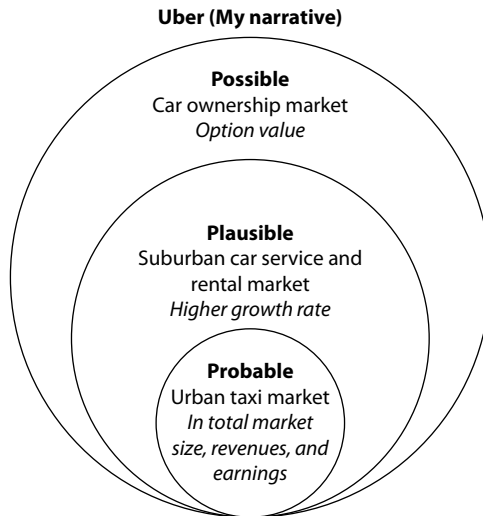 Uber (My narrative)
Possible
Car ownership market
Option value
Plausible
Suburban car service and
rental market
Higher growth rate
Probable
Urban taxi market
In total market
size, revenues, and
earnings